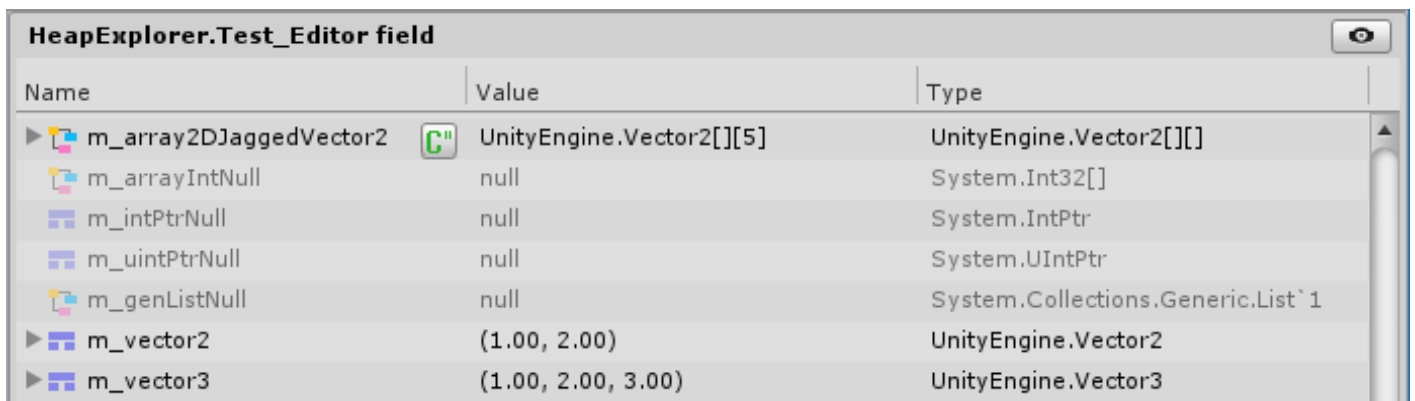 HeapExplorer.Test_Editor field
Name Value Type
m_array2DJaggedVector2 C# UnityEngine.Vector2[][5] UnityEngine.Vector2[][]
m_arrayIntNull null System.Int32[]
m_intPtrNull null System.IntPtr
m_uintPtrNull null System.UIntPtr
m_genListNull null System.Collections.Generic.List`1
m_vector2 (1.00, 2.00) UnityEngine.Vector2
m_vector3 (1.00, 2.00, 3.00) UnityEngine.Vector3